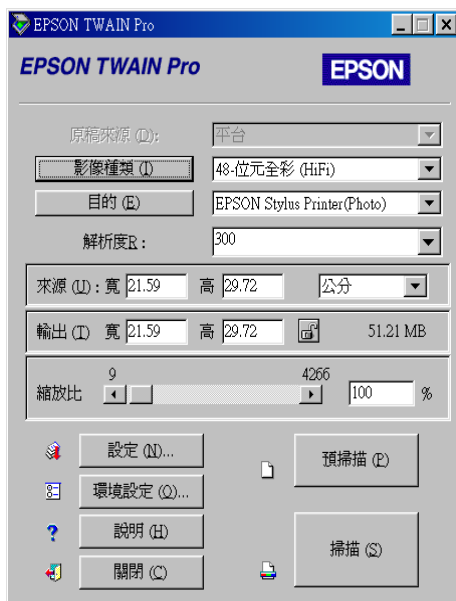 EPSON TWAIN Pro
EPSON TWAIN Pro EPSON
原稿來源 (D): 平台
影像種類 (I) 48-位元全彩 (HiFi)
目的 (E) EPSON Stylus Printer(Photo)
解析度R : 300
來源 (U) : 寬 21.59 高 29.72 公分
輸出 (T) 寬 21.59 高 29.72 51.21 MB
9 4266
縮放比 100 %
設定 (N)...
預掃描 (P)
環境設定 (O)...
說明 (H)
掃描 (S)
關閉 (C)